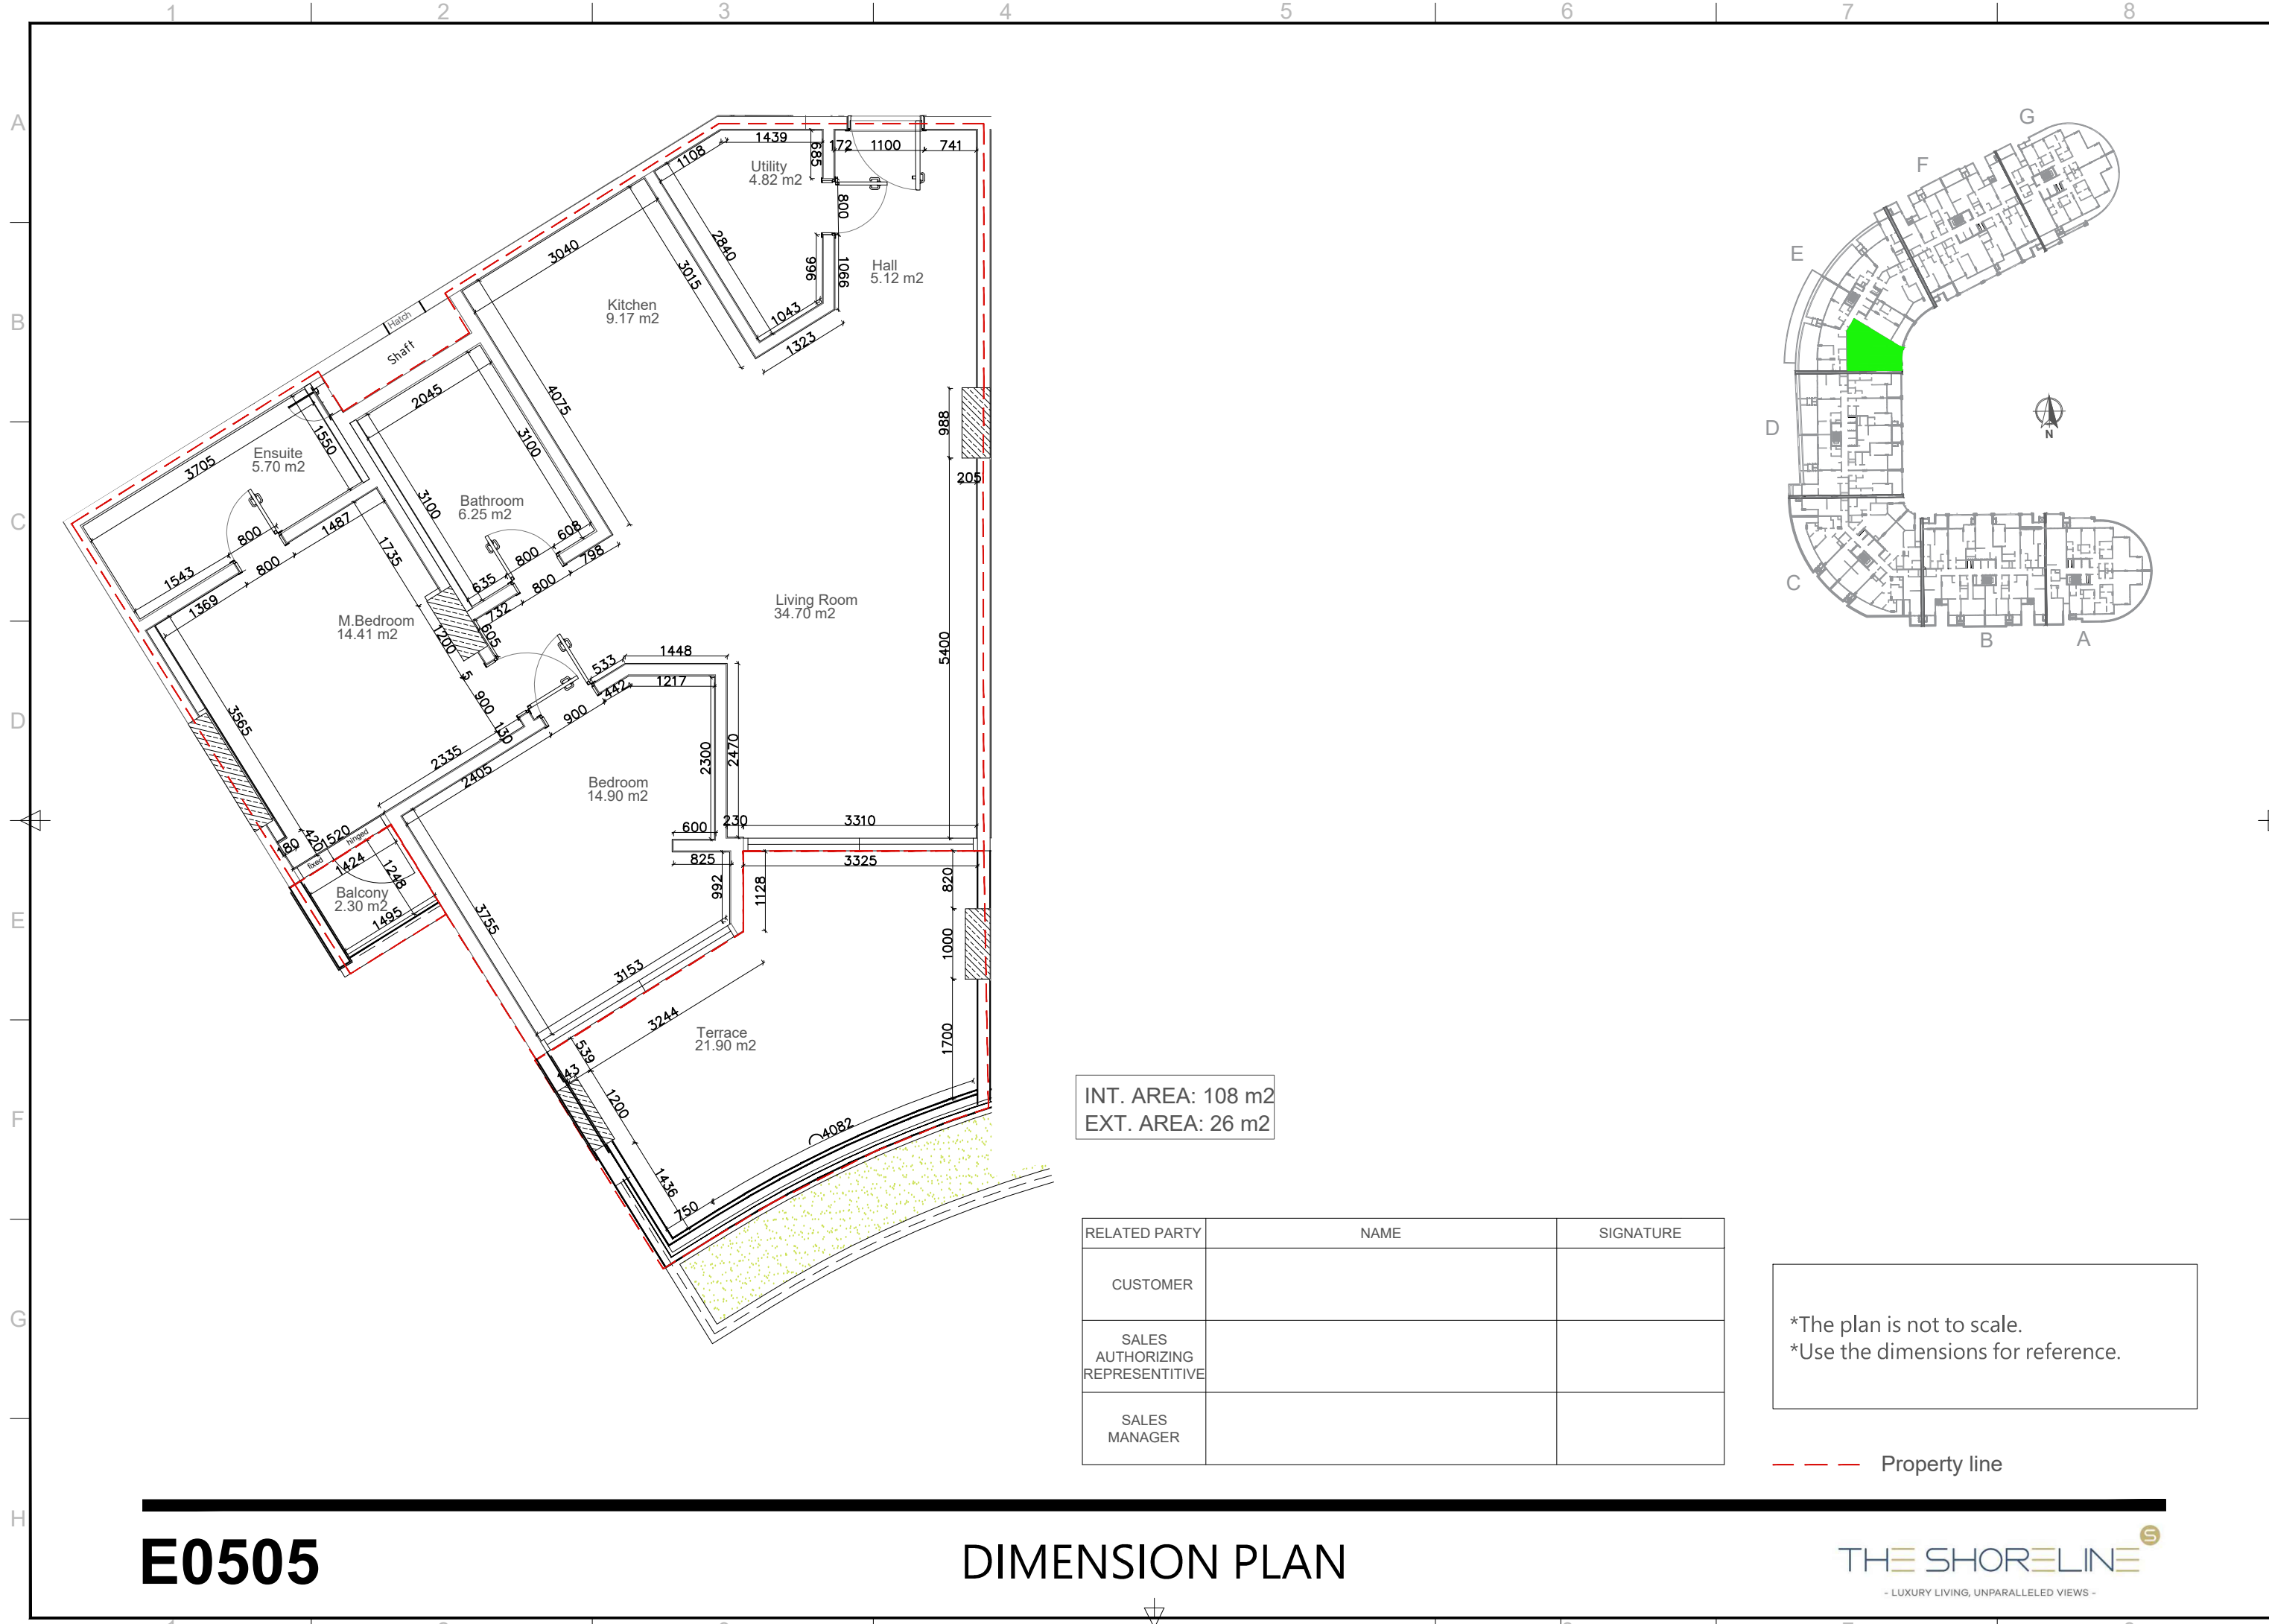 1 2 3 4 5 6 7 8
A
B
C
D
E
F
G
H
1439
1108
685
172 1100 741
Utility
4.82 m2
800
3040
2840
3015
996
1066
Hall
5.12 m2
Kitchen
9.17 m2
1043
1323
Hatch
Shaft
2045
4075
988
3100
1550
Ensuite
5.70 m2
3705
205
Bathroom
6.25 m2
3100
608
800
1487
800
798
1735
1543
800
635
800
1369
732
M.Bedroom
14.41 m2
605
1200
Living Room
34.70 m2
5400
1448
533
1217
442
5
900
900
130
3565
2335
2405
2300
2470
Bedroom
14.90 m2
600
230
3310
825
3325
180
420
1520
hinged
fixed
1424
1248
Balcony
2.30 m2
1495
992
1128
820
3755
1000
3153
3244
Terrace
21.90 m2
539
143
1700
1200
4082
1436
750
G
F
E
D
C
B
A
N
INT. AREA: 108 m2
EXT. AREA: 26 m2
RELATED PARTY NAME SIGNATURE
CUSTOMER
SALES
AUTHORIZING
REPRESENTITIVE
SALES
MANAGER
*The plan is not to scale.
*Use the dimensions for reference.
Property line
E0505
DIMENSION PLAN
THE SHORELINE
S
- LUXURY LIVING, UNPARALLELED VIEWS -